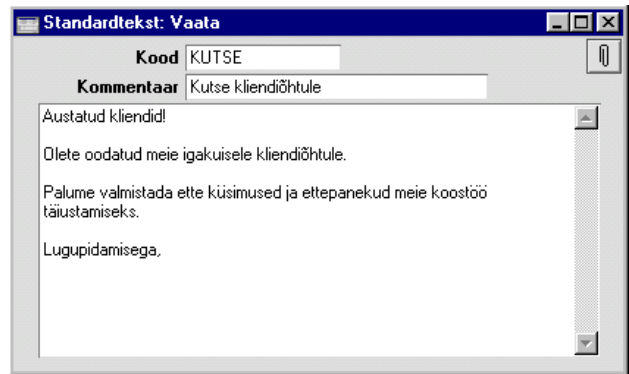 Standardtekst: Vaata
Kood KUTSE
Kommentaar Kutse kliendiõhtule
Austatud kliendid!
Olete oodatud meie igakuisele kliendiõhtule.
Palume valmistada ette küsimused ja ettepanekud meie koostöö
täiustamiseks.
Lugupidamisega,